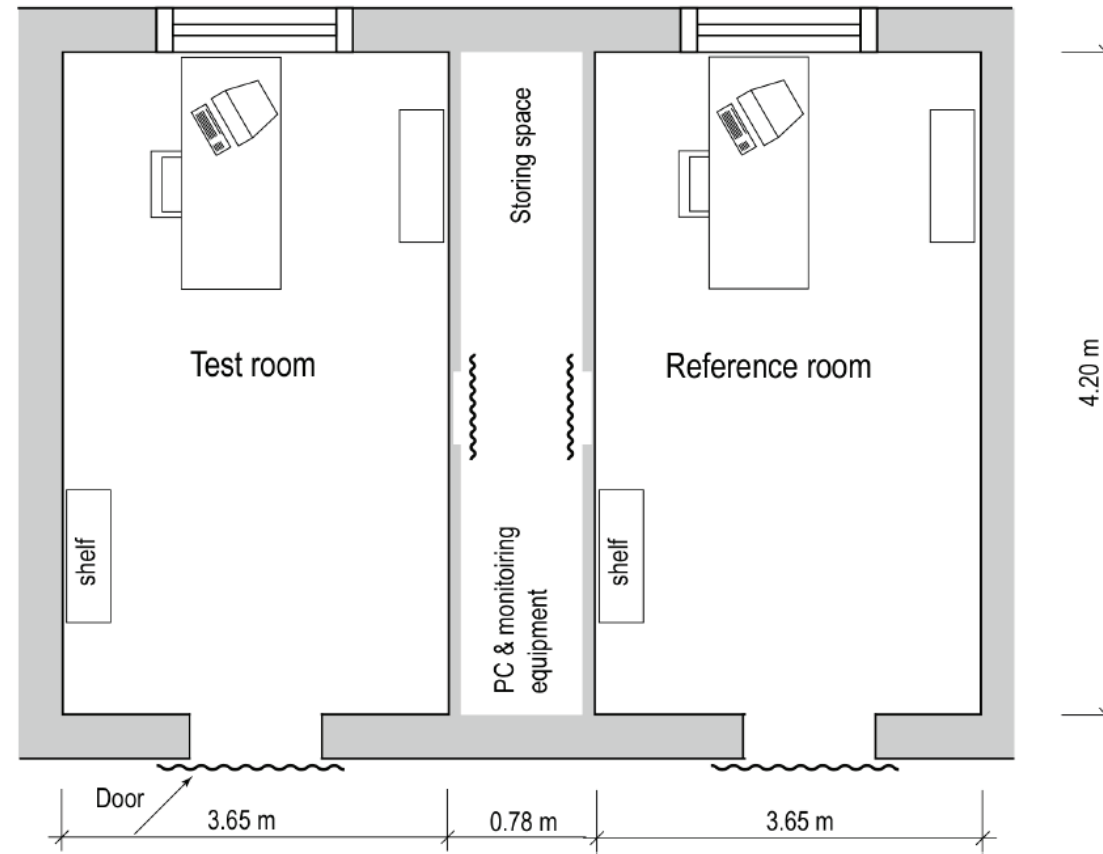 Storing space
Test room
Reference room
4.20 m
shelf
shelf
PC & monitoiring
equipment
Door
3.65 m
0.78 m
3.65 m